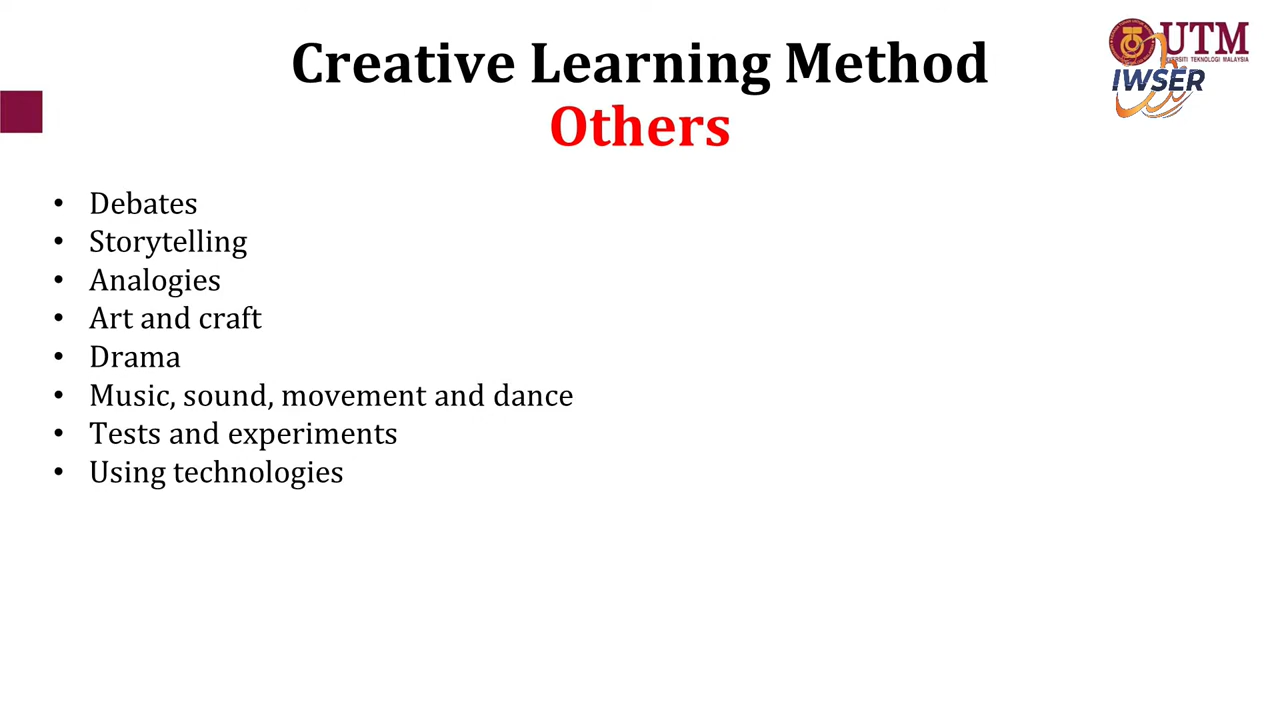 Creative Learning Method
Others
UTM
UNIVERSITI TEKNOLOGI MALAYSIA
IWSER
• Debates
• Storytelling
• Analogies
• Art and craft
• Drama
• Music, sound, movement and dance
• Tests and experiments
• Using technologies